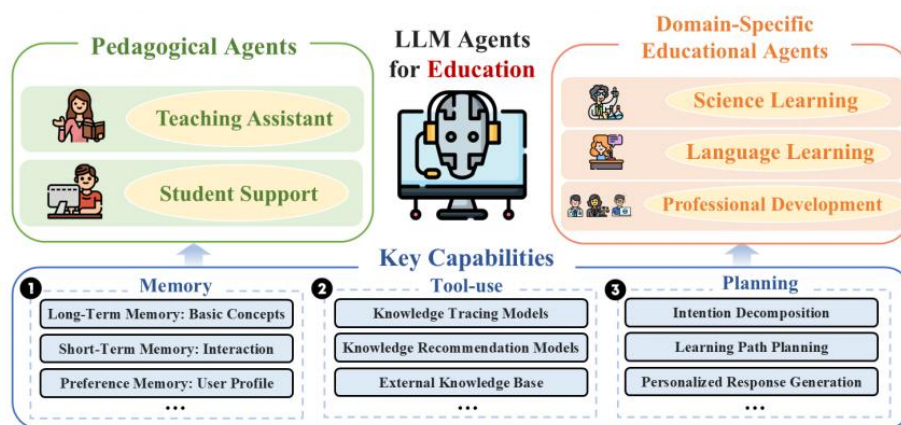 Pedagogical Agents
Teaching Assistant
Student Support
LLM Agents
for Education
Domain-Specific
Educational Agents
Science Learning
Language Learning
Professional Development
Key Capabilities
1
Memory
Long-Term Memory: Basic Concepts
Short-Term Memory: Interaction
Preference Memory: User Profile
...
2
Tool-use
Knowledge Tracing Models
Knowledge Recommendation Models
External Knowledge Base
...
3
Planning
Intention Decomposition
Learning Path Planning
Personalized Response Generation
...